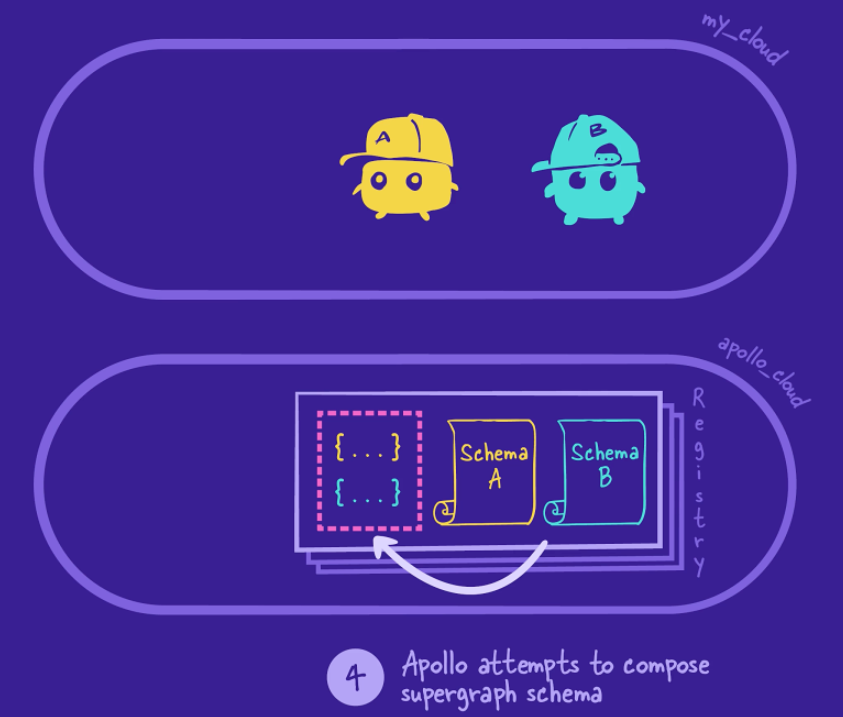 my_cloud
A
B
apollo_cloud
Registry
{...}
{...}
Schema
A
Schema
B
4
Apollo attempts to compose
supergraph schema